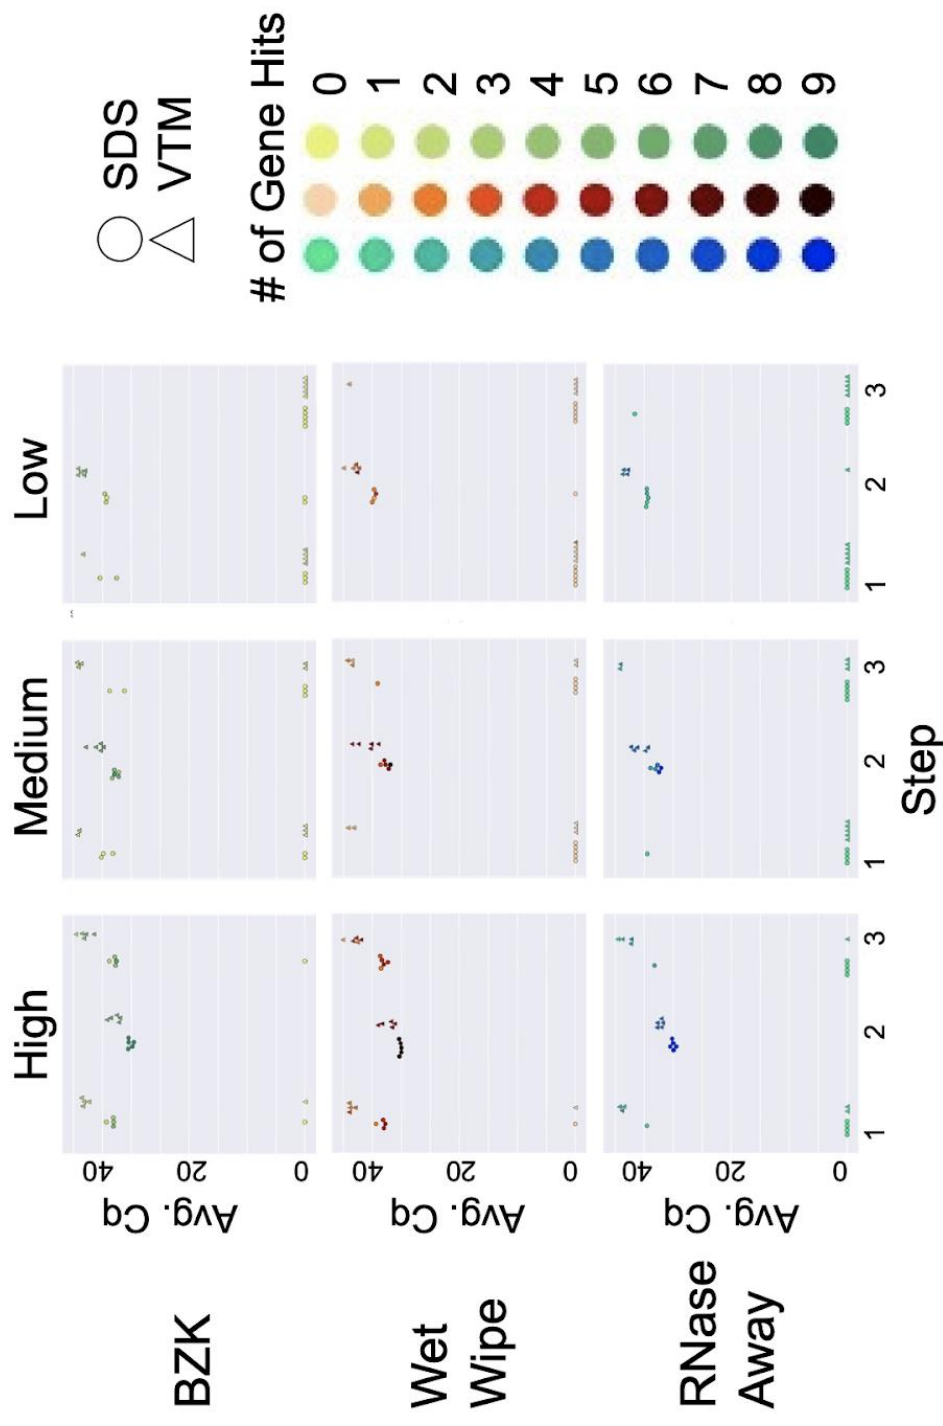 High
Medium
Low
SDS
VTM
# of Gene Hits
0
1
2
3
4
5
6
7
8
9
BZK
Avg. Cq
40
20
0
Wet
Wipe
Avg. Cq
40
20
0
RNase
Away
Avg. Cq
40
20
0
1 2 3
1 2 3
1 2 3
Step